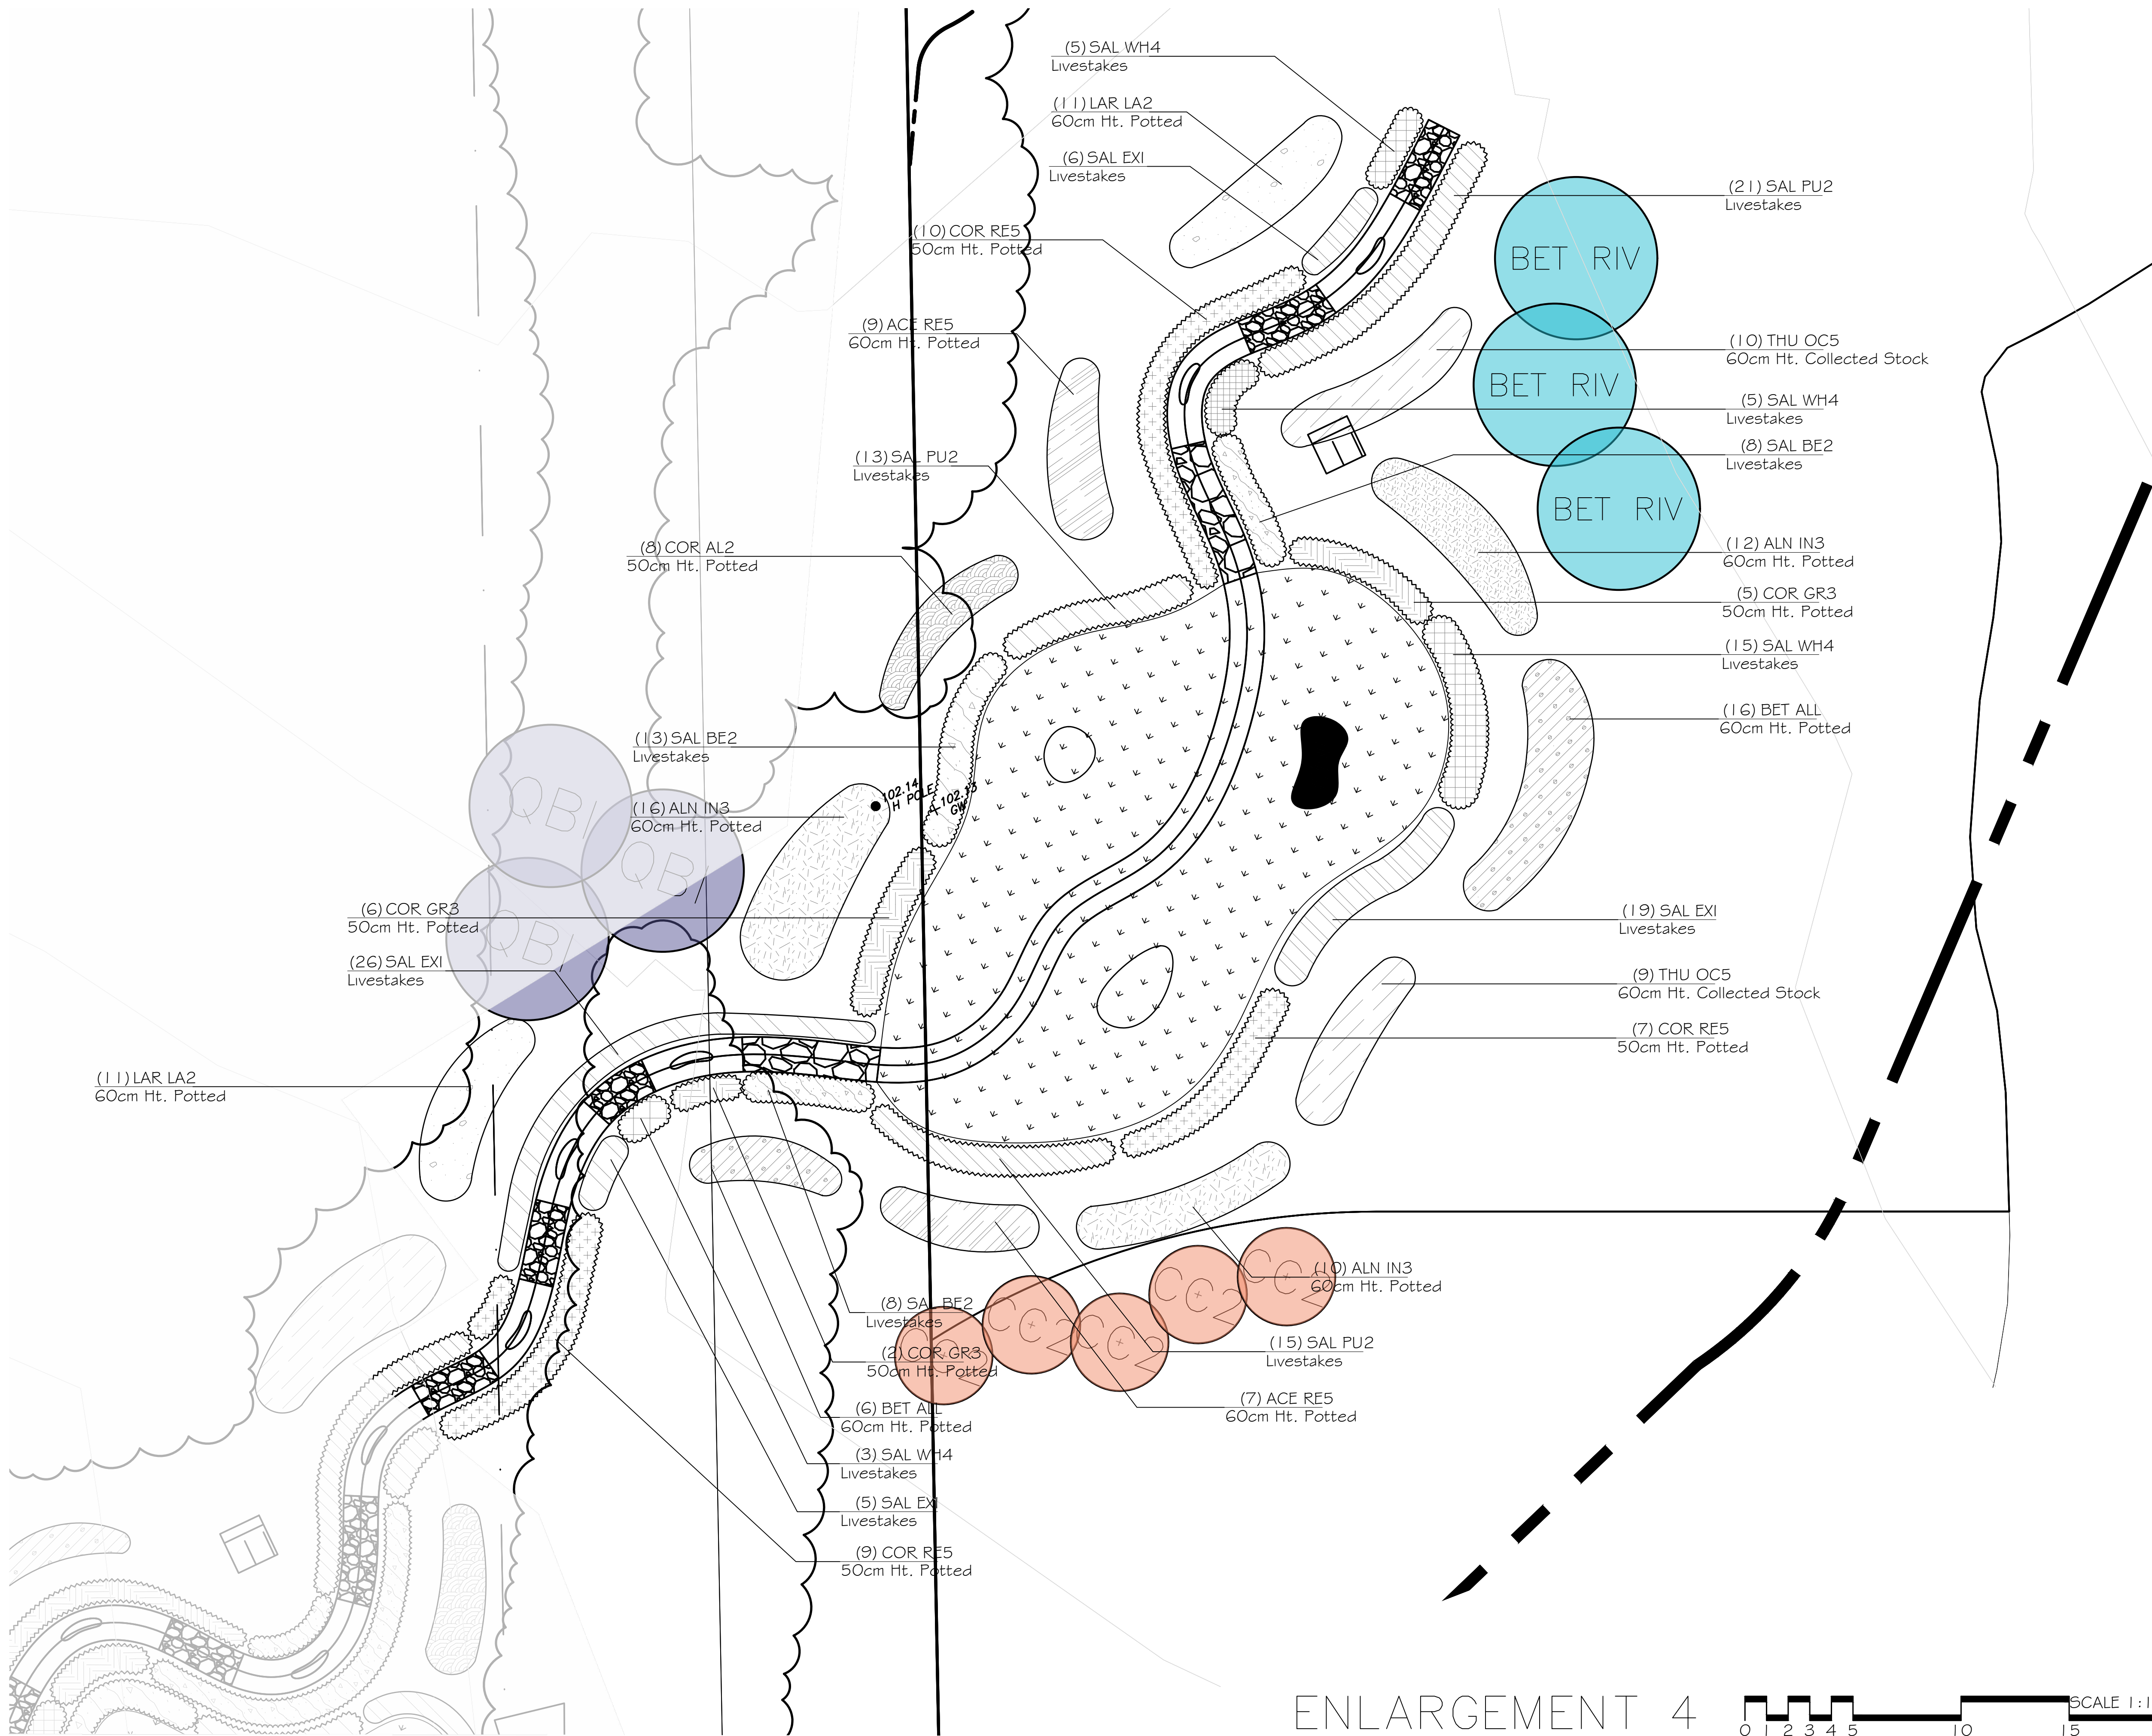 (5) SAL WH4
Livestakes
(11) LAR LA2
60cm Ht. Potted
(6) SAL EXI
Livestakes
(21) SAL PU2
Livestakes
(10) COR RE5
50cm Ht. Potted
BET RIV
(9) ACE RE5
60cm Ht. Potted
(10) THU OC5
60cm Ht. Collected Stock
BET RIV
(5) SAL WH4
Livestakes
(8) SAL BE2
Livestakes
(13) SAL PU2
Livestakes
BET RIV
(8) COR AL2
50cm Ht. Potted
(12) ALN IN3
60cm Ht. Potted
(5) COR GR3
50cm Ht. Potted
(15) SAL WH4
Livestakes
(16) BET ALL
60cm Ht. Potted
(13) SAL BE2
Livestakes
QBI
102.14
H POLE
102.13
GW
(16) ALN IN3
60cm Ht. Potted
QBI
QBI
(6) COR GR3
50cm Ht. Potted
(19) SAL EXI
Livestakes
(26) SAL EXI
Livestakes
(9) THU OC5
60cm Ht. Collected Stock
(7) COR RE5
50cm Ht. Potted
(11) LAR LA2
60cm Ht. Potted
(10) ALN IN3
60cm Ht. Potted
CC2
CC2
CC2
CC2
CC2
(8) SAL BE2
Livestakes
(15) SAL PU2
Livestakes
(2) COR GR3
50cm Ht. Potted
(7) ACE RE5
60cm Ht. Potted
(6) BET ALL
60cm Ht. Potted
(3) SAL WH4
Livestakes
(5) SAL EXI
Livestakes
(9) COR RE5
50cm Ht. Potted
ENLARGEMENT 4
SCALE 1:1
0 1 2 3 4 5 10 15